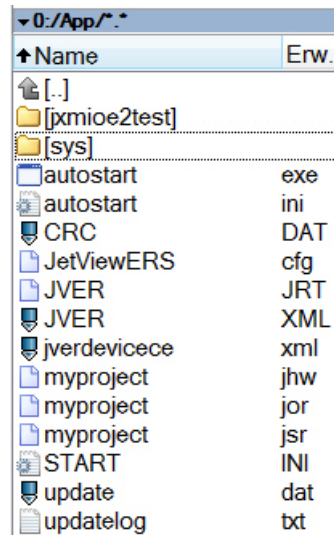 0:/App/*.*
Name Erw.
[..]
[jxmioe2test]
[sys]
autostart exe
autostart ini
CRC DAT
JetViewERS cfg
JVER JRT
JVER XML
jverdevicece xml
myproject jhw
myproject jor
myproject jsr
START INI
update dat
updatelog txt